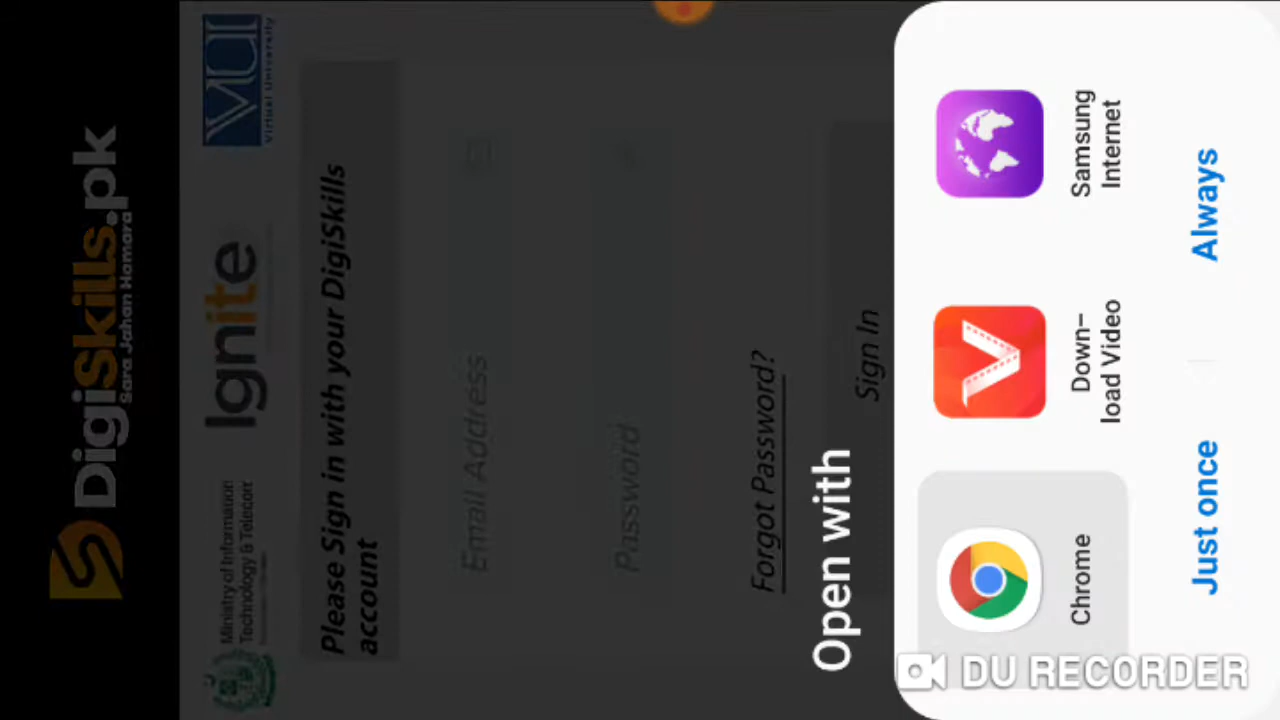 DigiSkills.pk
Sara Jahan Hamara
Ministry of Information
Technology & Telecom
Ignite
VU
Virtual University
Please Sign in with your DigiSkills
account
Email Address
Password
Forgot Password?
Sign In
Open with
Chrome
Down-
load Video
Samsung
Internet
Just once
Always
DU RECORDER